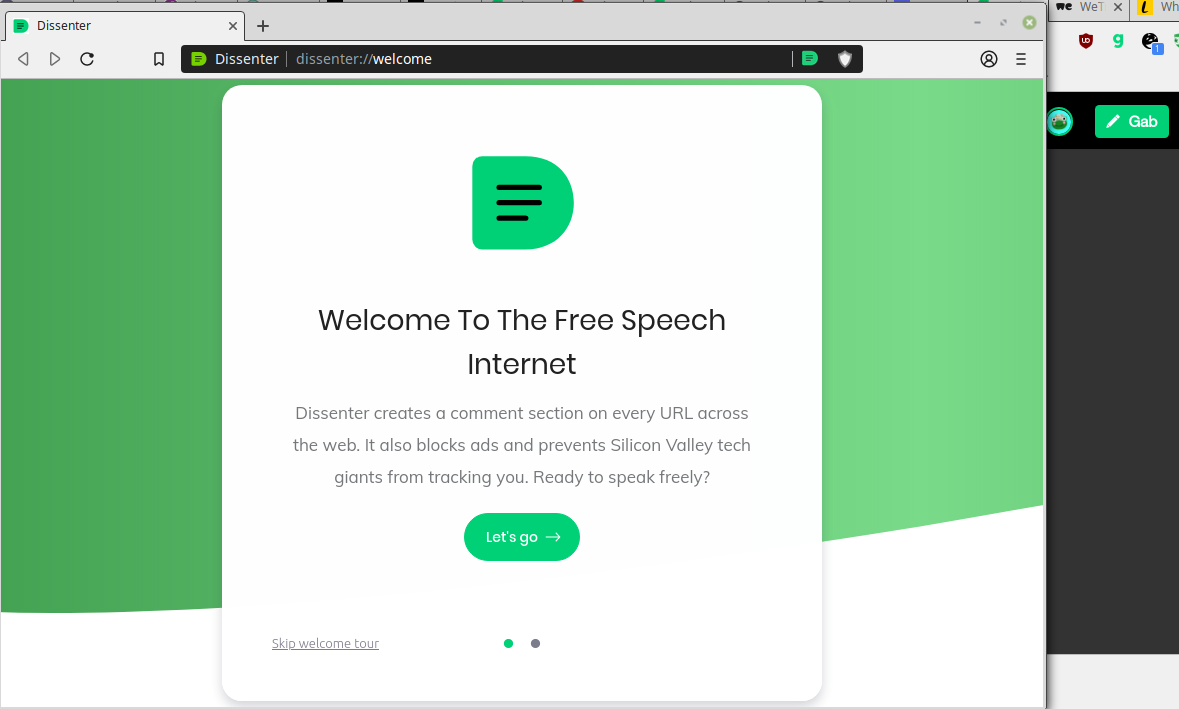 Dissenter
WeT
Wh
Dissenter
dissenter://welcome
1
Gab
Welcome To The Free Speech
Internet
Dissenter creates a comment section on every URL across
the web. It also blocks ads and prevents Silicon Valley tech
giants from tracking you. Ready to speak freely?
Let's go →
Skip welcome tour